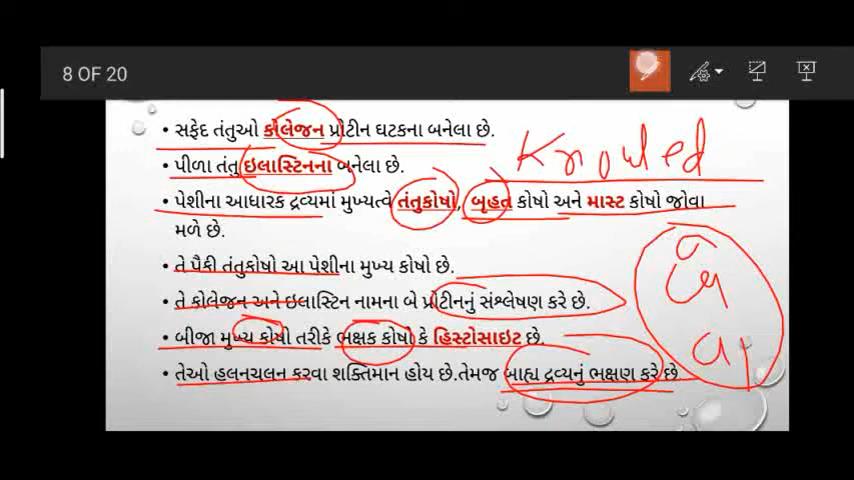 8 OF 20
• સફેદ તંતુઓ કોલેજન પ્રોટીન ઘટકના બનેલા છે.
Knowled
• પીળા તંતુ ઇલાસ્ટિનના બનેલા છે.
• પેશીના આધારક દ્રવ્યમાં મુખ્યત્વે તંતુકોષો, બૃહત કોષો અને માસ્ટ કોષો જોવા
મળે છે.
• તે પૈકી તંતુકોષો આ પેશીના મુખ્ય કોષો છે.
• તે કોલેજન અને ઇલાસ્ટિન નામના બે પ્રોટીનનું સંશ્લેષણ કરે છે.
• બીજા મુખ્ય કોષો તરીકે ભક્ષક કોષો કે હિસ્ટોસાઇટ છે.
• તેઓ હલનચલન કરવા શક્તિમાન હોય છે.તેમજ બાહ્ય દ્રવ્યનું ભક્ષણ કરે છે